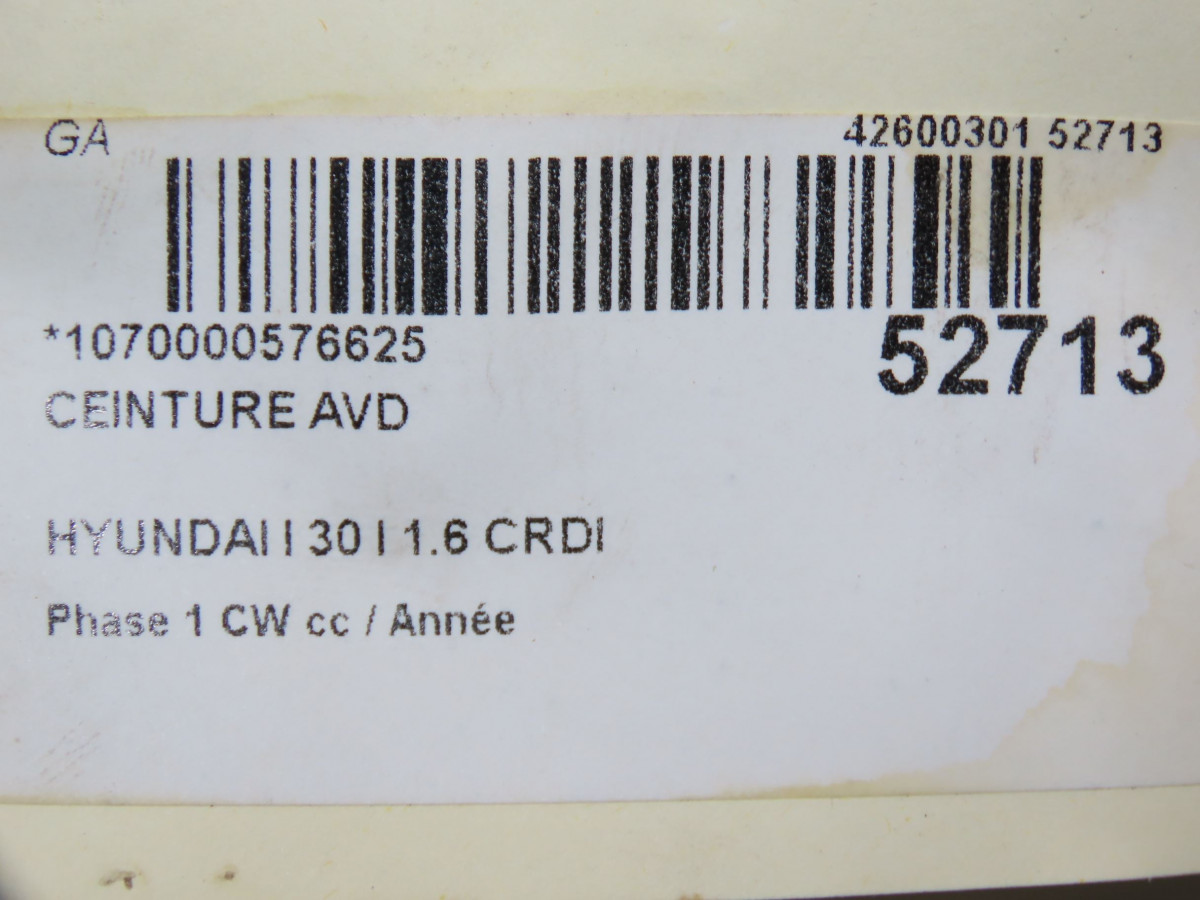 GA
42600301 52713
*1070000576625
52713
CEINTURE AVD
HYUNDAI I 30 I 1.6 CRDI
Phase 1 CW cc / Année